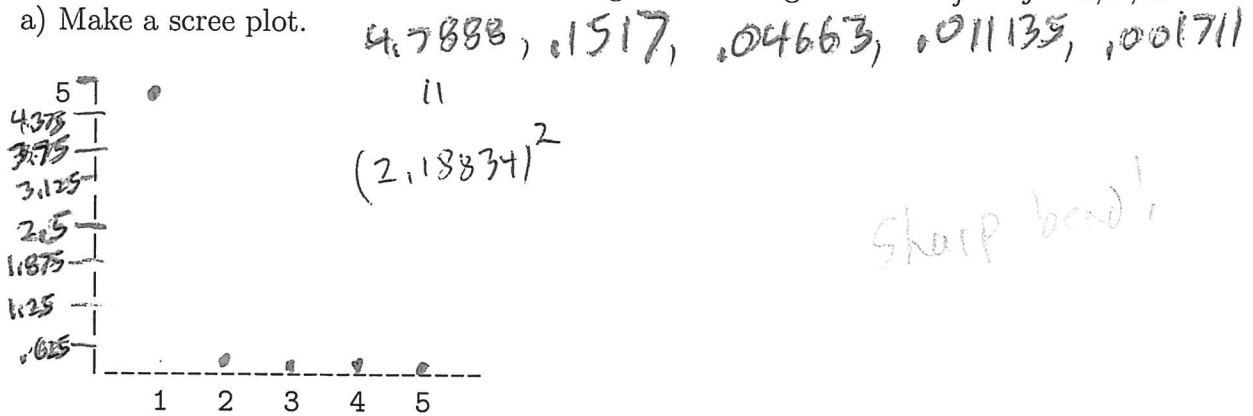 a) Make a scree plot.
4.7888, .1517, .04663, .011135, .001711
11
(2.18834)^2
5
4.375
3.75
3.125
2.5
1.875
1.25
.625
Sharp bend!
1 2 3 4 5